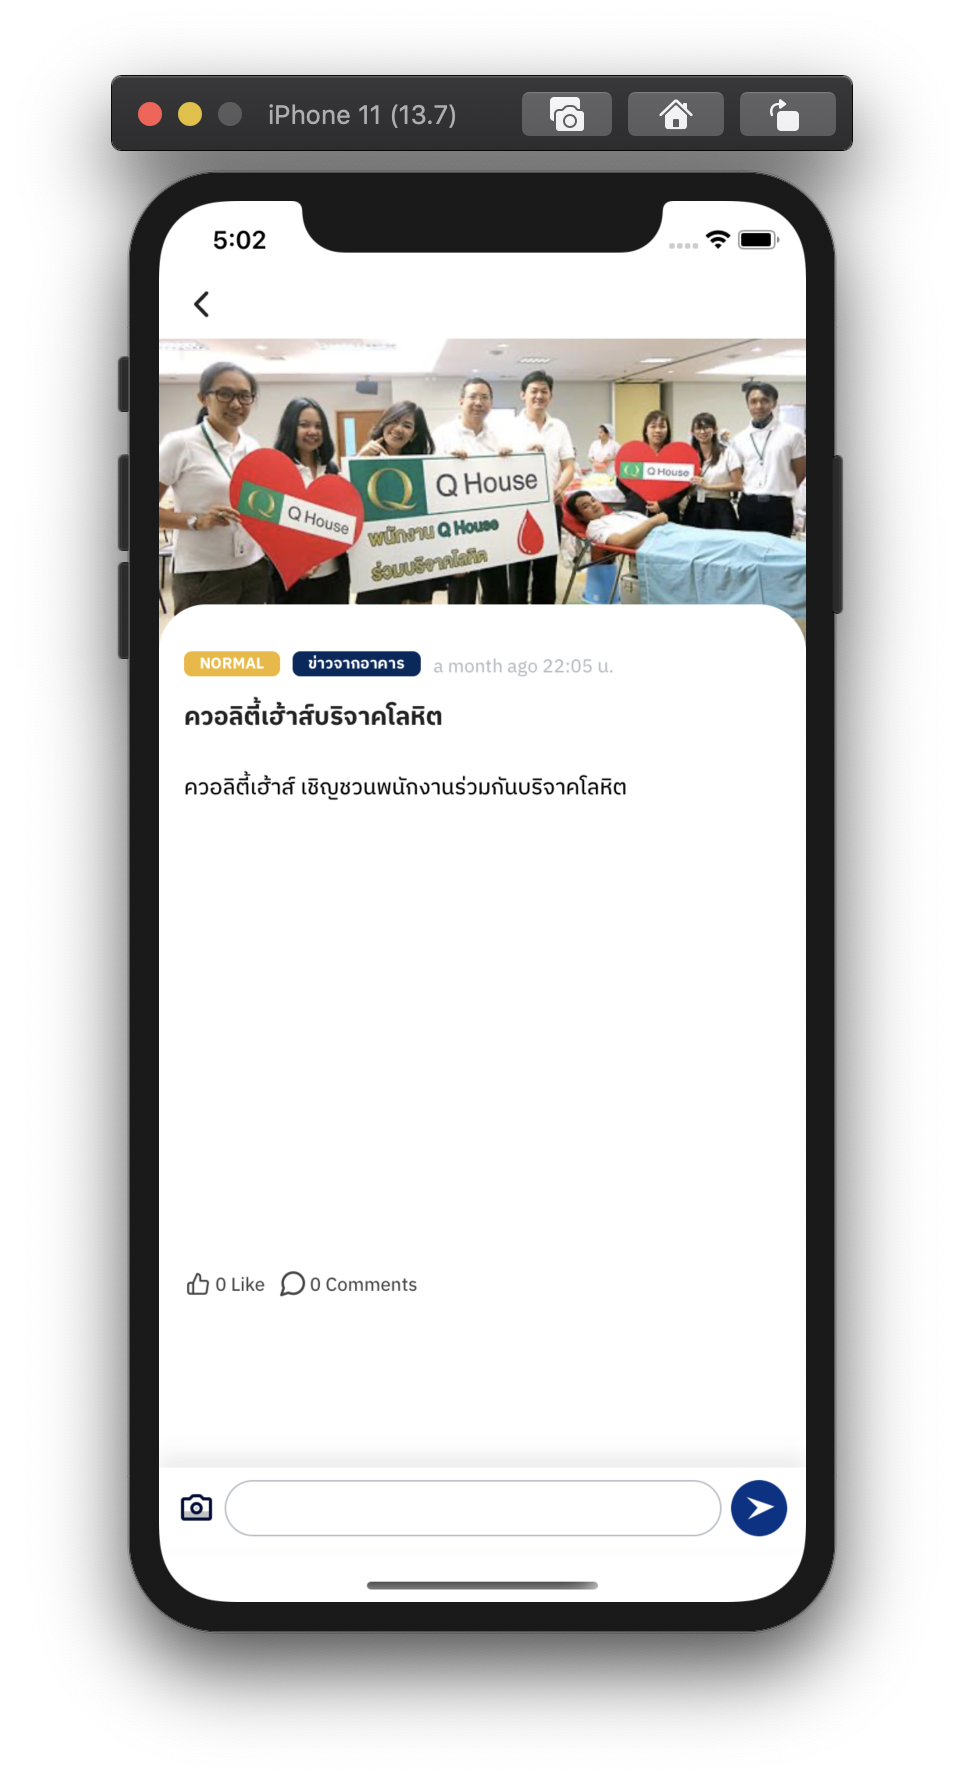 iPhone 11 (13.7)
5:02
Q House
Q Q House
พนักงาน Q House
ร่วมบริจาคโลหิต
Q Q House
NORMAL ข่าวจากอาคาร a month ago 22:05 น.
ควอลิตี้เฮ้าส์บริจาคโลหิต
ควอลิตี้เฮ้าส์ เชิญชวนพนักงานร่วมกันบริจาคโลหิต
0 Like 0 Comments